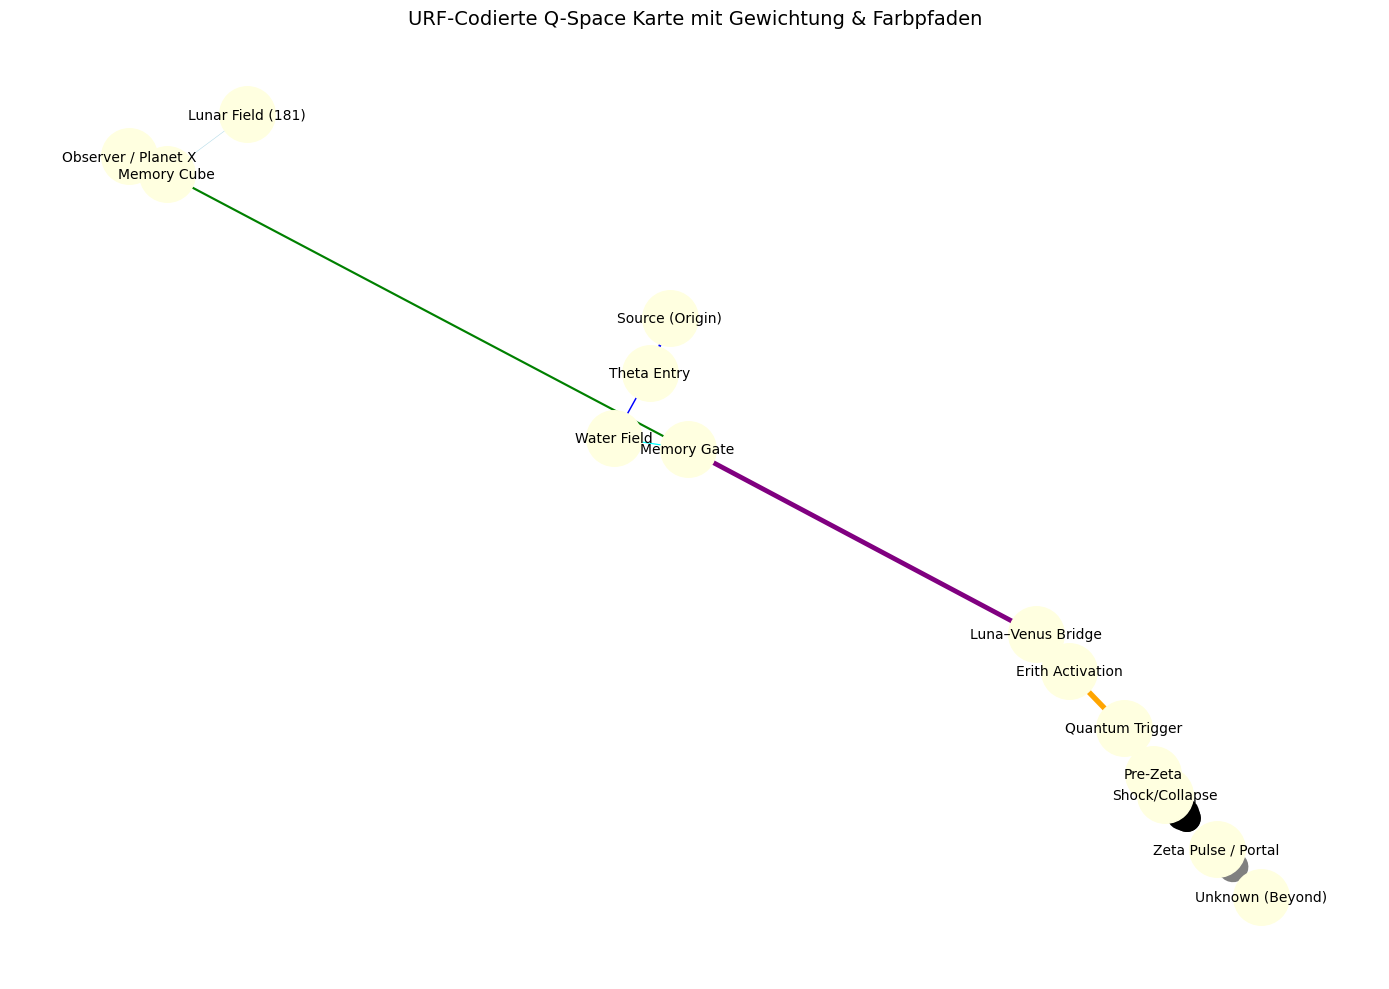 URF-Codierte Q-Space Karte mit Gewichtung & Farbpfaden
Lunar Field (181)
Observer / Planet X
Memory Cube
Source (Origin)
Theta Entry
Water Field
Memory Gate
Luna–Venus Bridge
Erith Activation
Quantum Trigger
Pre-Zeta
Shock/Collapse
Zeta Pulse / Portal
Unknown (Beyond)